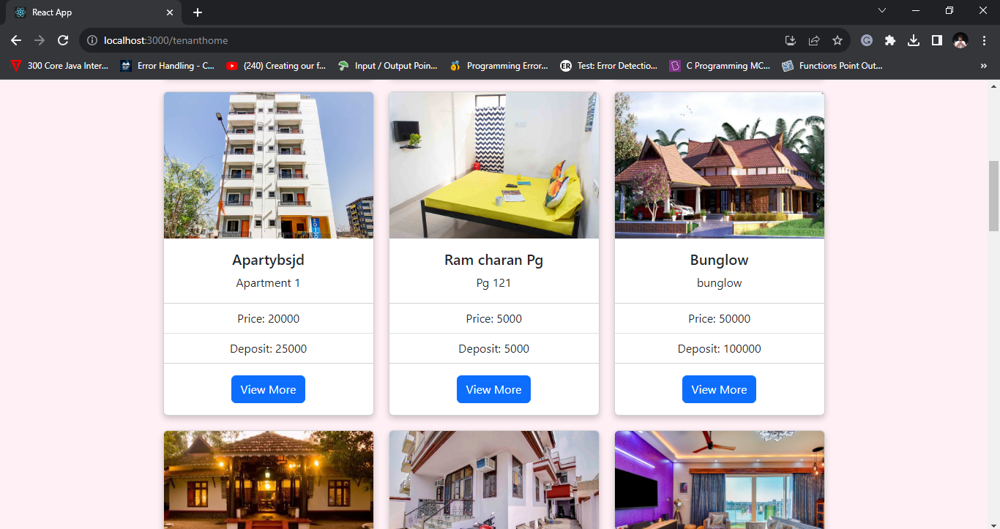 React App
localhost:3000/tenanthome
300 Core Java Inter...
Error Handling - C...
(240) Creating our f...
Input / Output Poin...
Programming Error...
ER
Test: Error Detectio...
C Programming MC...
Functions Point Out...
Apartybsjd
Apartment 1
Price: 20000
Deposit: 25000
View More
Ram charan Pg
Pg 121
Price: 5000
Deposit: 5000
View More
Bunglow
bunglow
Price: 50000
Deposit: 100000
View More